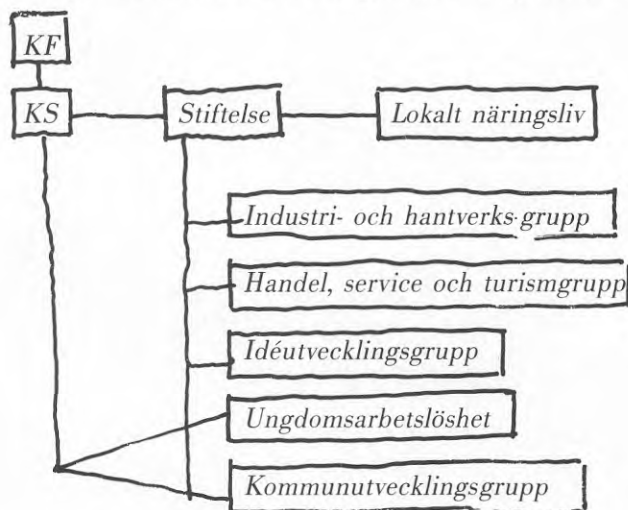 KF
KS
Stiftelse
Lokalt näringsliv
Industri- och hantverks-grupp
Handel, service och turismgrupp
Idéutvecklingsgrupp
Ungdomsarbetslöshet
Kommunutvecklingsgrupp